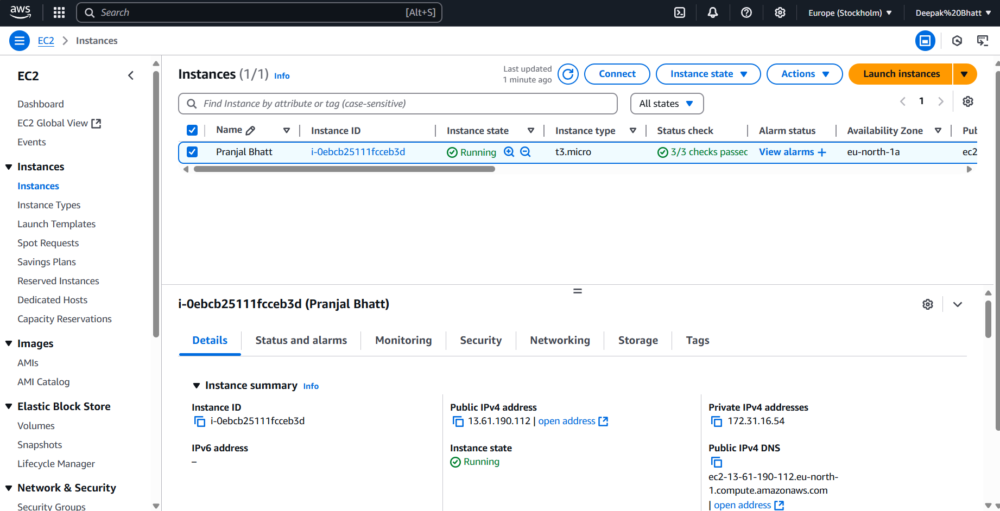 aws
Search [Alt+S]
Europe (Stockholm)
Deepak%20Bhatt
EC2 Instances
EC2
Dashboard
EC2 Global View
Events
Instances
Instances
Instance Types
Launch Templates
Spot Requests
Savings Plans
Reserved Instances
Dedicated Hosts
Capacity Reservations
Images
AMIs
AMI Catalog
Elastic Block Store
Volumes
Snapshots
Lifecycle Manager
Network & Security
Security Groups
Instances (1/1) Info
Last updated
1 minute ago
Connect
Instance state
Actions
Launch instances
Find Instance by attribute or tag (case-sensitive)
All states
1
Name Instance ID Instance state Instance type Status check Alarm status Availability Zone Pub
Pranjal Bhatt i-0ebcb25111fcceb3d Running t3.micro 3/3 checks passed View alarms + eu-north-1a ec2
i-0ebcb25111fcceb3d (Pranjal Bhatt)
Details Status and alarms Monitoring Security Networking Storage Tags
Instance summary Info
Instance ID
i-0ebcb25111fcceb3d
IPv6 address
–
Public IPv4 address
13.61.190.112 | open address
Instance state
Running
Private IPv4 addresses
172.31.16.54
Public IPv4 DNS
ec2-13-61-190-112.eu-north-
1.compute.amazonaws.com
| open address